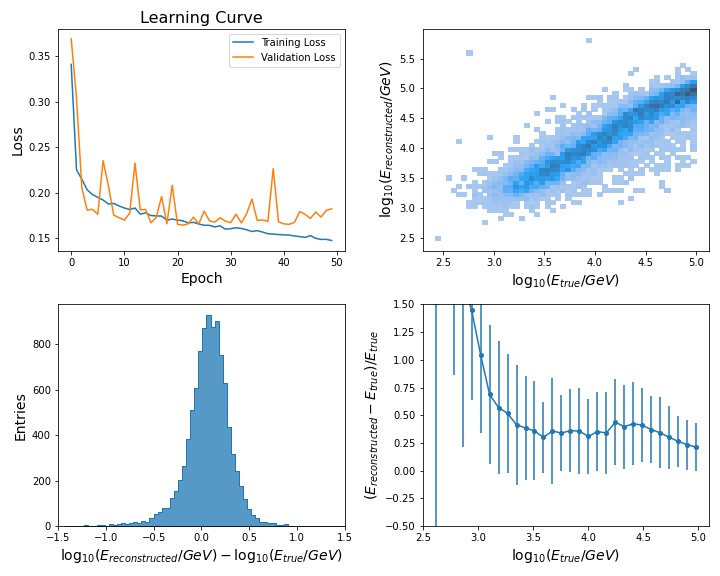 Learning Curve
Training Loss
Validation Loss
0.35
0.30
0.25
0.20
0.15
Loss
0 10 20 30 40 50
Epoch
5.5
5.0
4.5
4.0
3.5
3.0
2.5
log10(Ereconstructed/GeV)
2.5 3.0 3.5 4.0 4.5 5.0
log10(Etrue/GeV)
800
600
400
200
0
Entries
−1.5 −1.0 −0.5 0.0 0.5 1.0 1.5
log10(Ereconstructed/GeV) − log10(Etrue/GeV)
1.50
1.25
1.00
0.75
0.50
0.25
0.00
−0.25
−0.50
(Ereconstructed − Etrue)/Etrue
2.5 3.0 3.5 4.0 4.5 5.0
log10(Etrue/GeV)